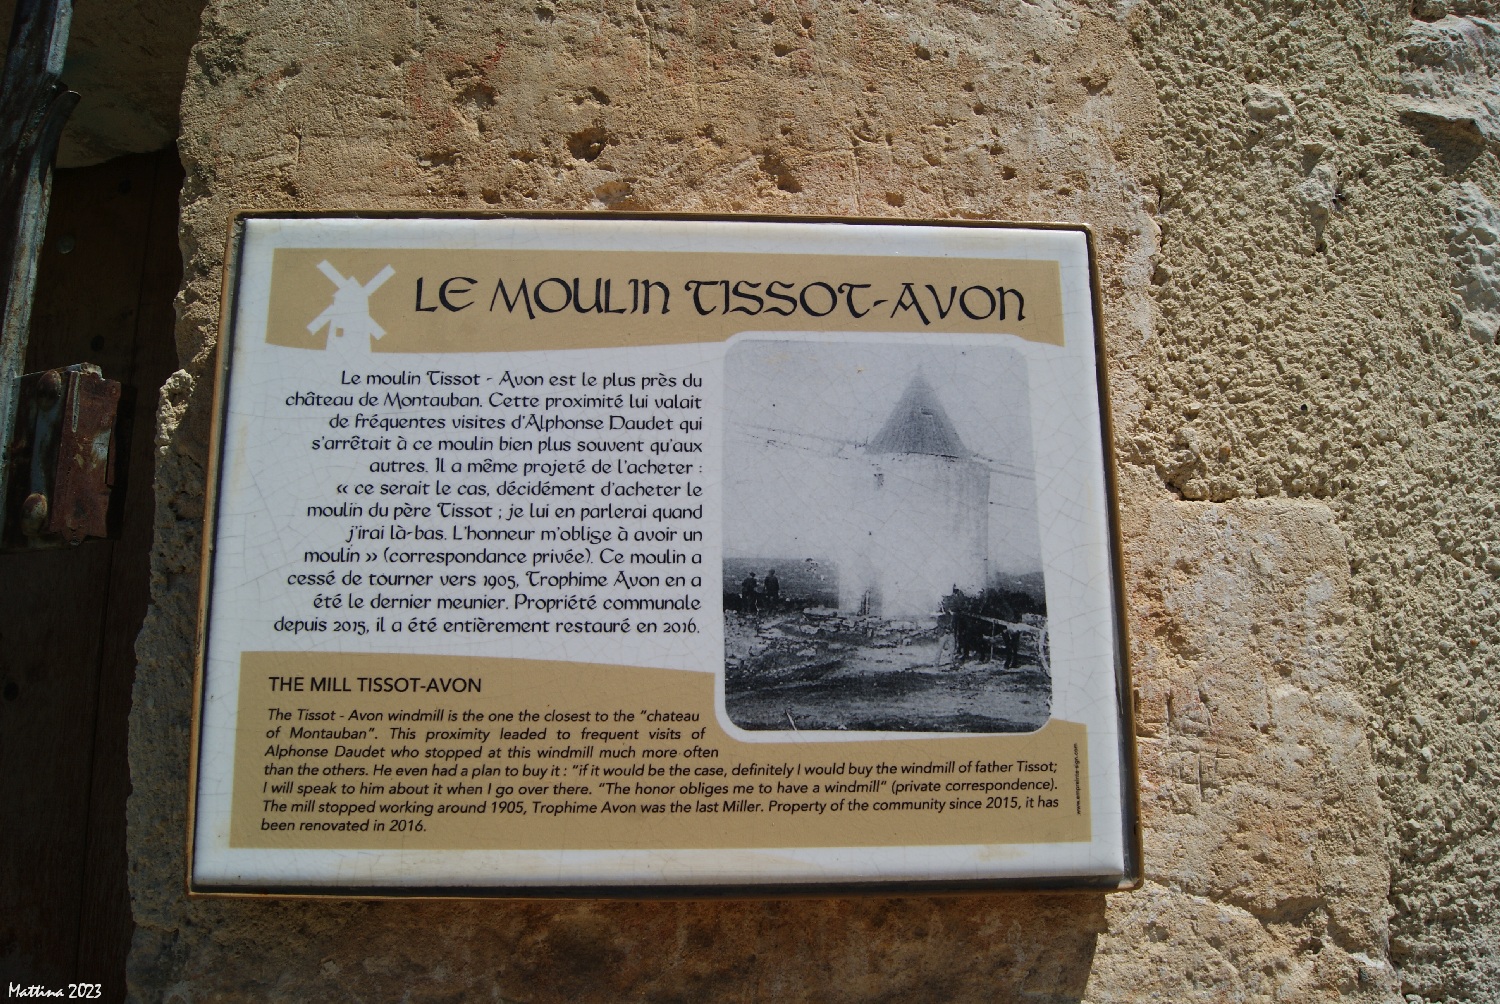 LE MOULIN TISSOT-AVON
Le moulin Tissot - Avon est le plus près du
château de Montauban. Cette proximité lui valait
de fréquentes visites d'Alphonse Daudet qui
s'arrêtait à ce moulin bien plus souvent qu'aux
autres. Il a même projeté de l'acheter :
« ce serait le cas, décidément d'acheter le
moulin du père Tissot ; je lui en parlerai quand
j'irai là-bas. L'honneur m'oblige à avoir un
moulin » (correspondance privée). Ce moulin a
cessé de tourner vers 1905, Trophime Avon en a
été le dernier meunier. Propriété communale
depuis 2015, il a été entièrement restauré en 2016.
THE MILL TISSOT-AVON
The Tissot - Avon windmill is the one the closest to the "chateau
of Montauban". This proximity leaded to frequent visits of
Alphonse Daudet who stopped at this windmill much more often
than the others. He even had a plan to buy it : "if it would be the case, definitely I would buy the windmill of father Tissot;
I will speak to him about it when I go over there. "The honor obliges me to have a windmill" (private correspondence).
The mill stopped working around 1905, Trophime Avon was the last Miller. Property of the community since 2015, it has
been renovated in 2016.
www.empreinte-sign.com
Mattina 2023